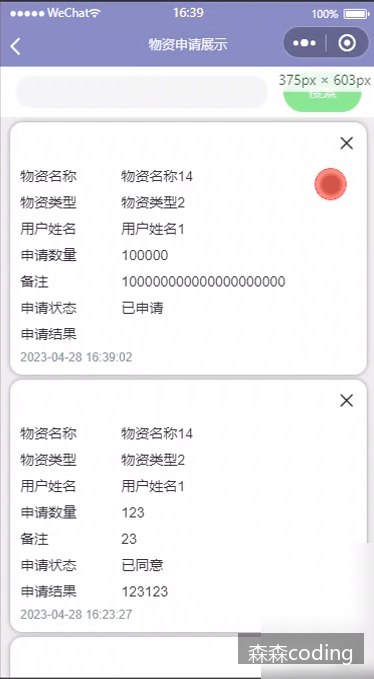 WeChat 16:39 100%
物资申请展示
375px × 603px
搜索
物资名称 物资名称14
物资类型 物资类型2
用户姓名 用户姓名1
申请数量 100000
备注 100000000000000000000
申请状态 已申请
申请结果
2023-04-28 16:39:02
物资名称 物资名称14
物资类型 物资类型2
用户姓名 用户姓名1
申请数量 123
备注 23
申请状态 已同意
申请结果 123123
2023-04-28 16:23:27
森森coding